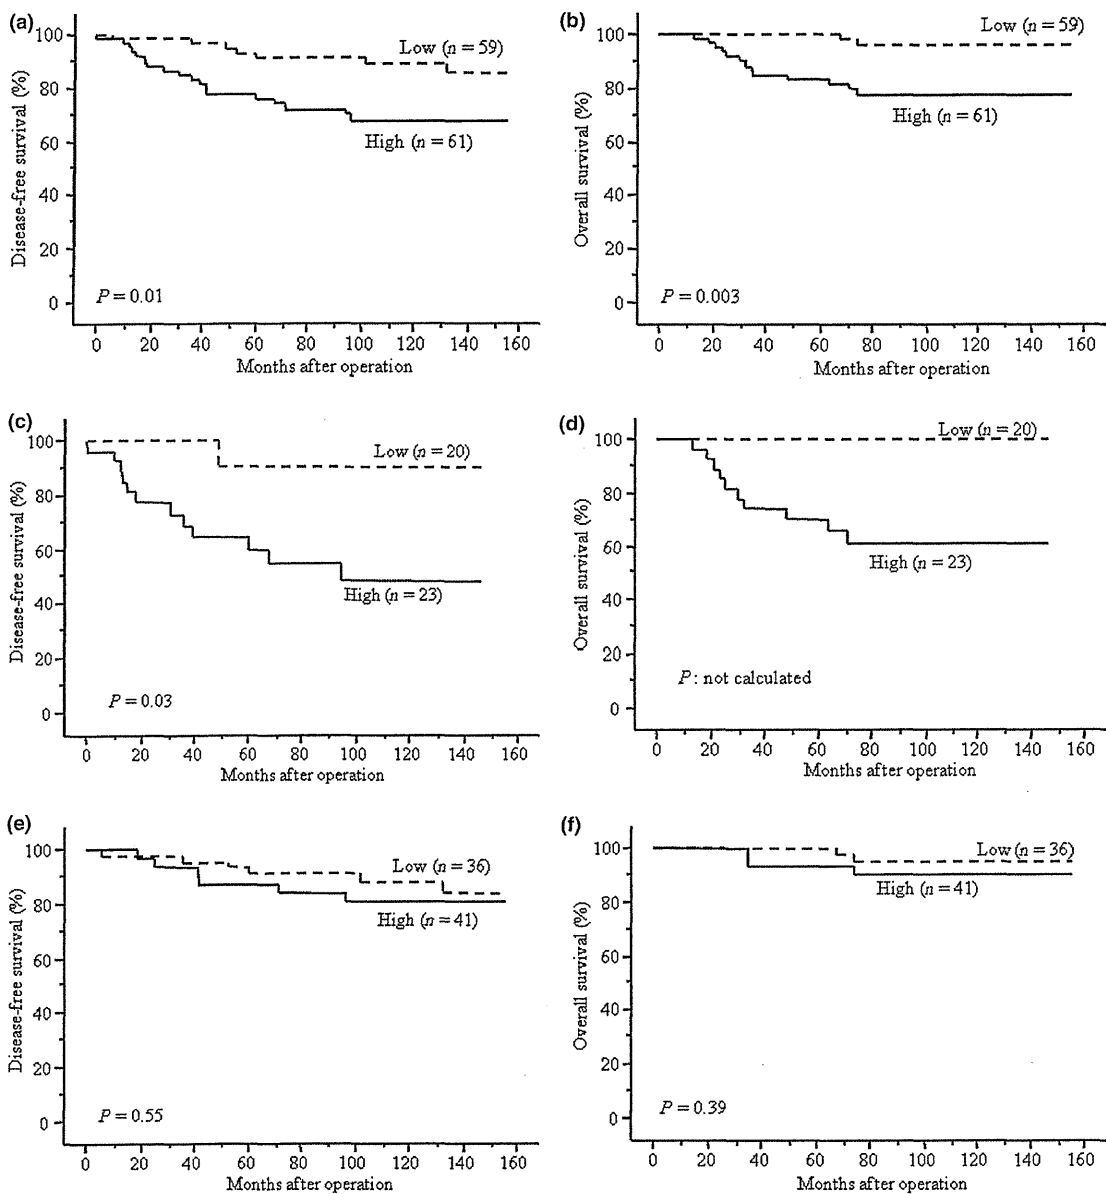 (a)
Disease-free survival (%)
100
80
60
40
20
0
Low (n = 59)
High (n = 61)
P = 0.01
0 20 40 60 80 100 120 140 160
Months after operation
(b)
Overall survival (%)
100
80
60
40
20
0
Low (n = 59)
High (n = 61)
P = 0.003
0 20 40 60 80 100 120 140 160
Months after operation
(c)
Disease-free survival (%)
100
80
60
40
20
0
Low (n = 20)
High (n = 23)
P = 0.03
0 20 40 60 80 100 120 140 160
Months after operation
(d)
Overall survival (%)
100
80
60
40
20
0
Low (n = 20)
High (n = 23)
P : not calculated
0 20 40 60 80 100 120 140 160
Months after operation
(e)
Disease-free survival (%)
100
80
60
40
20
0
Low (n = 36)
High (n = 41)
P = 0.55
0 20 40 60 80 100 120 140 160
Months after operation
(f)
Overall survival (%)
100
80
60
40
20
0
Low (n = 36)
High (n = 41)
P = 0.39
0 20 40 60 80 100 120 140 160
Months after operation